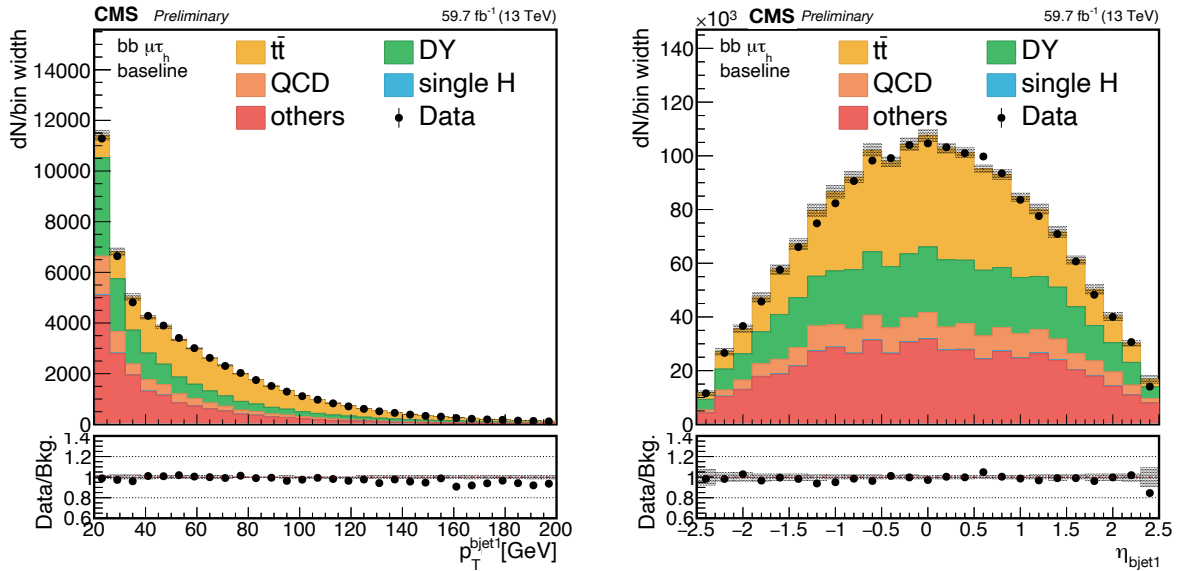 CMS Preliminary 59.7 fb⁻¹ (13 TeV)
dN/bin width
bb μτ_h
baseline
tt̄
DY
QCD
single H
others
Data
14000
12000
10000
8000
6000
4000
2000
0
Data/Bkg.
1.4
1.2
1
0.8
0.6
20 40 60 80 100 120 140 160 180 200
p_T^bjet1 [GeV]
×10³ CMS Preliminary 59.7 fb⁻¹ (13 TeV)
dN/bin width
bb μτ_h
baseline
tt̄
DY
QCD
single H
others
Data
140
120
100
80
60
40
20
0
Data/Bkg.
1.4
1.2
1
0.8
0.6
−2.5 −2 −1.5 −1 −0.5 0 0.5 1 1.5 2 2.5
η_bjet1